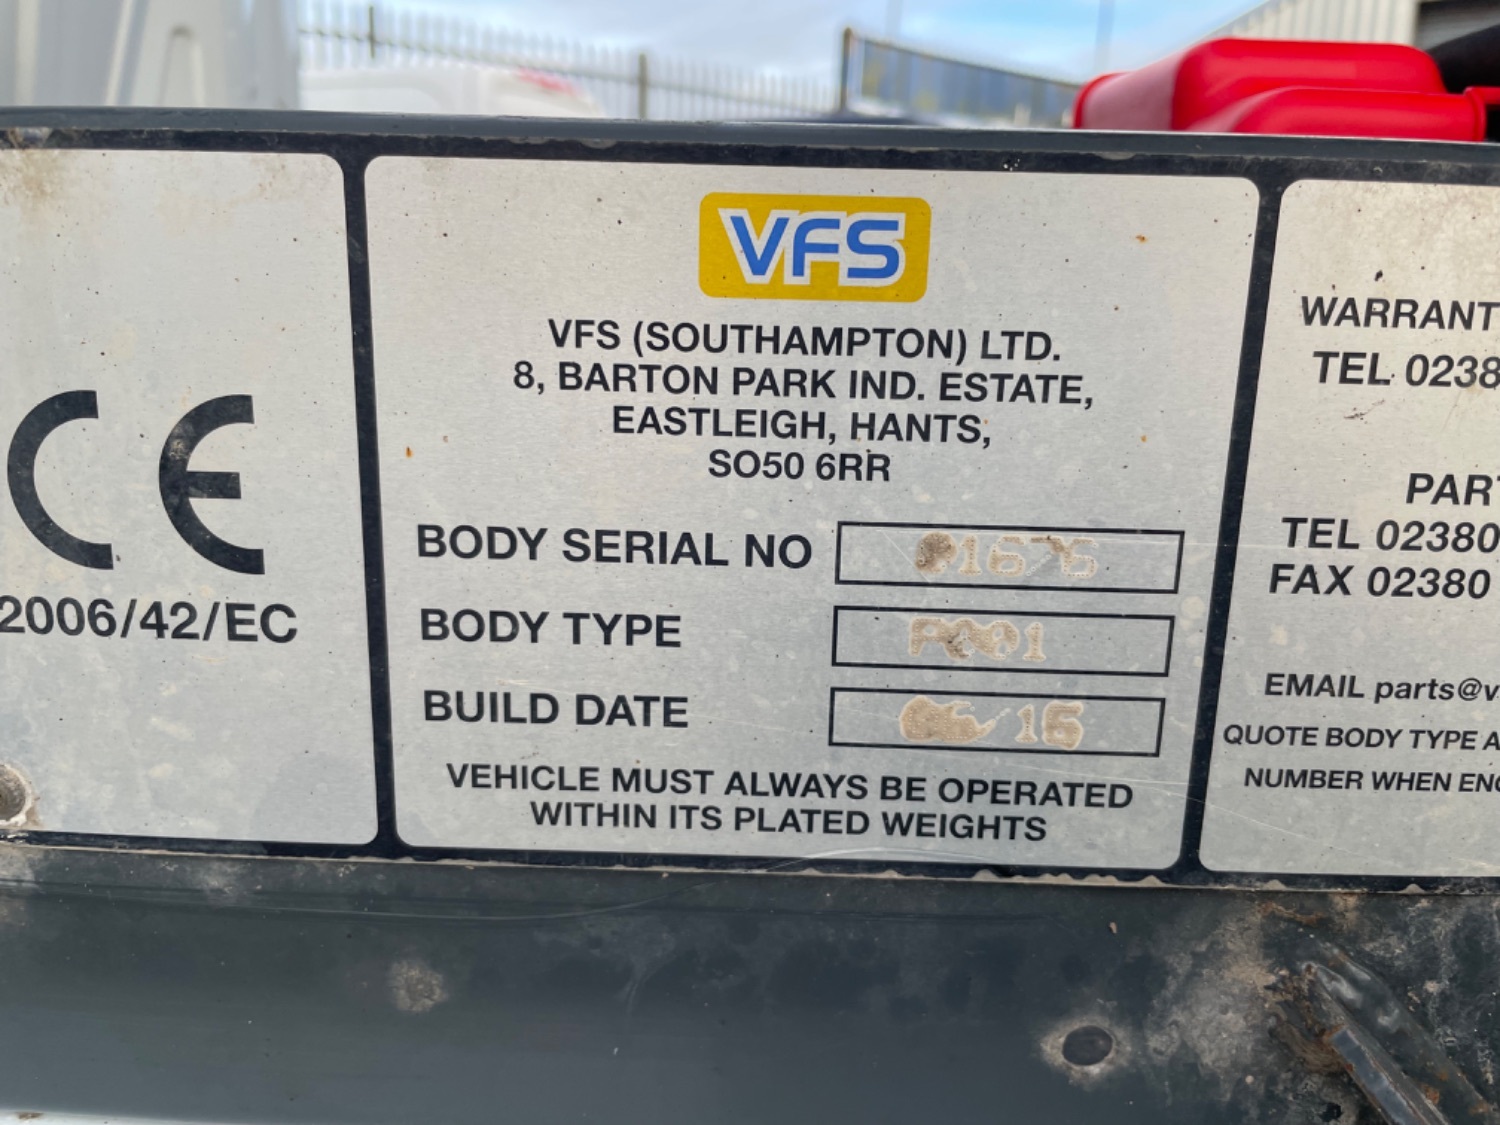 CE
2006/42/EC
VFS
VFS (SOUTHAMPTON) LTD.
8, BARTON PARK IND. ESTATE,
EASTLEIGH, HANTS,
SO50 6RR
BODY SERIAL NO
BODY TYPE
BUILD DATE
VEHICLE MUST ALWAYS BE OPERATED
WITHIN ITS PLATED WEIGHTS
WARRANT
TEL 0238
PART
TEL 02380
FAX 02380
EMAIL parts@v
QUOTE BODY TYPE A
NUMBER WHEN ENQ